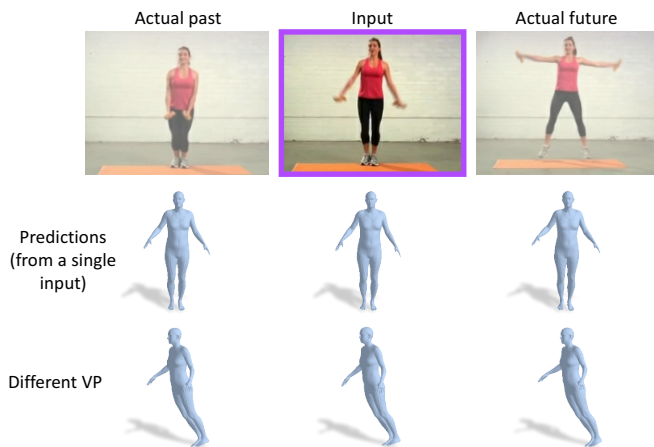 Actual past
Input
Actual future
Predictions
(from a single
input)
Different VP